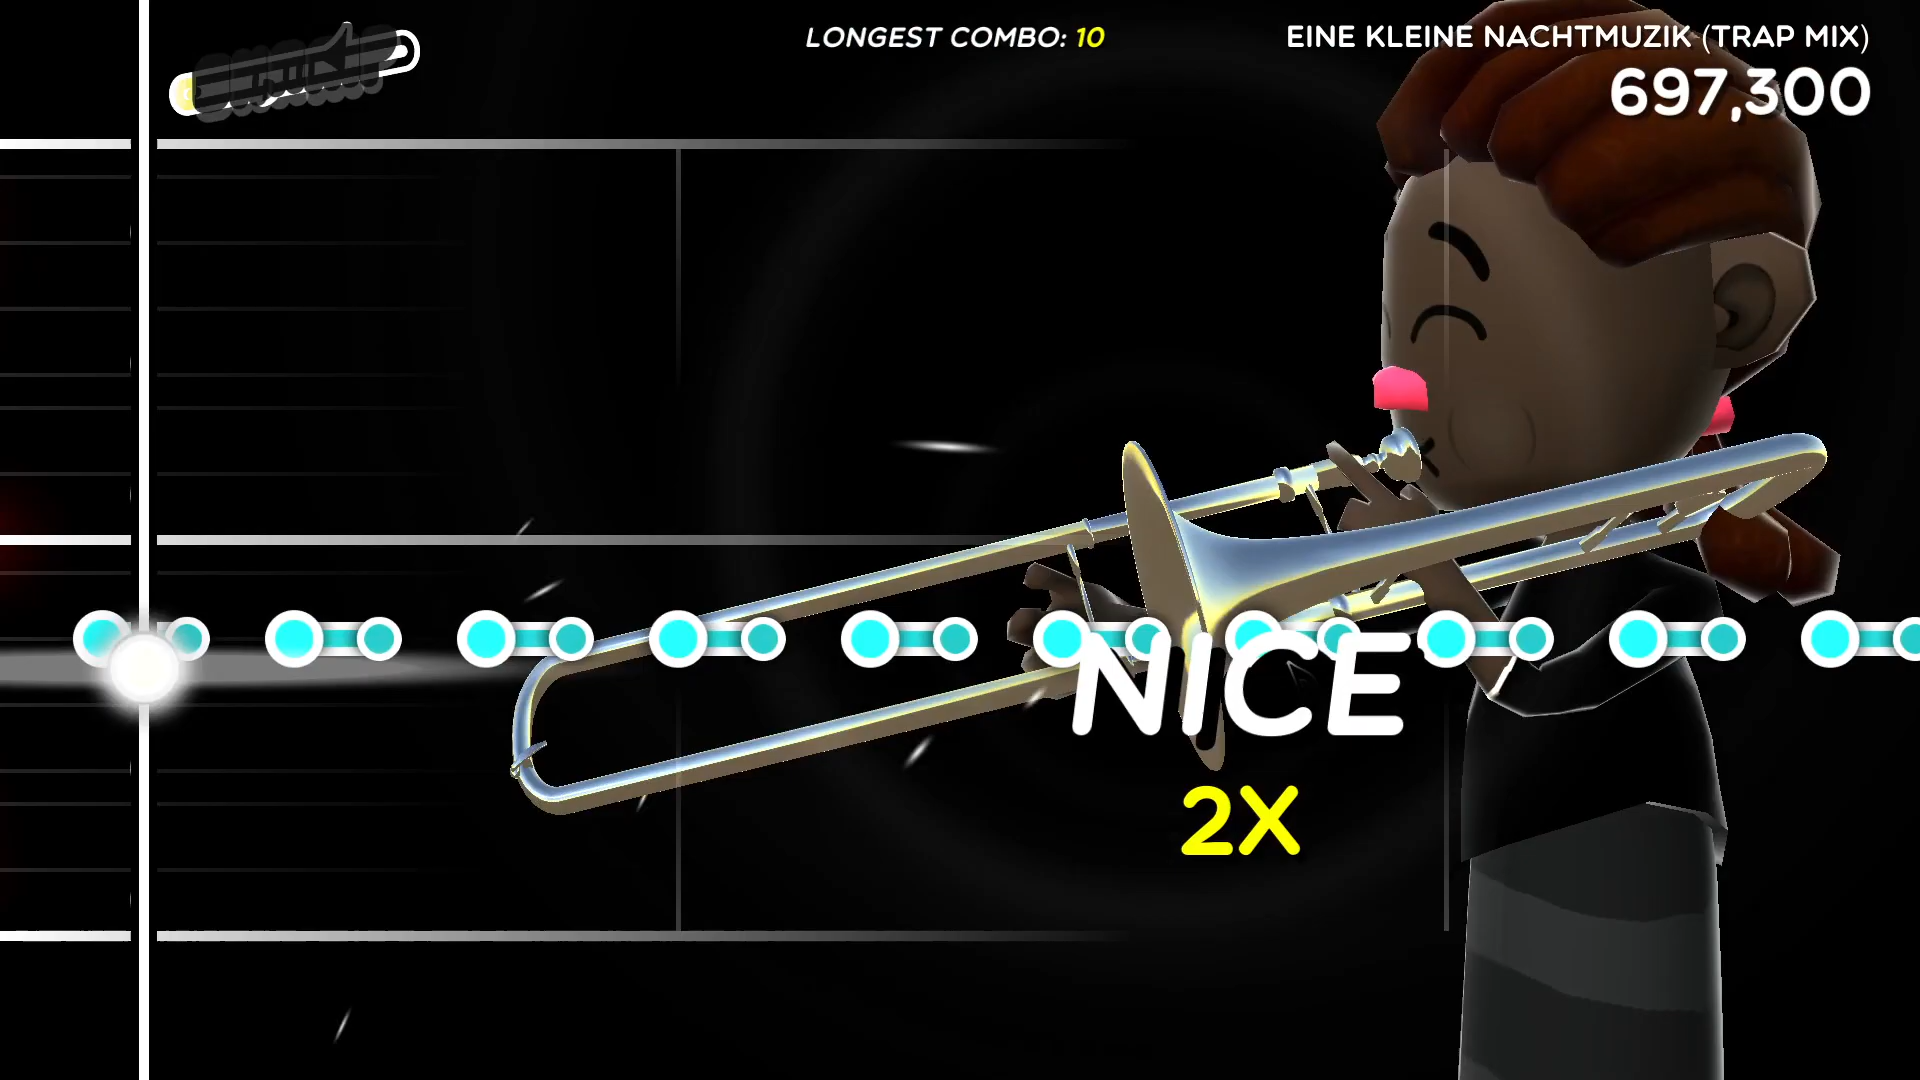 LONGEST COMBO: 10
EINE KLEINE NACHTMUZIK (TRAP MIX)
697,300
NICE
2X